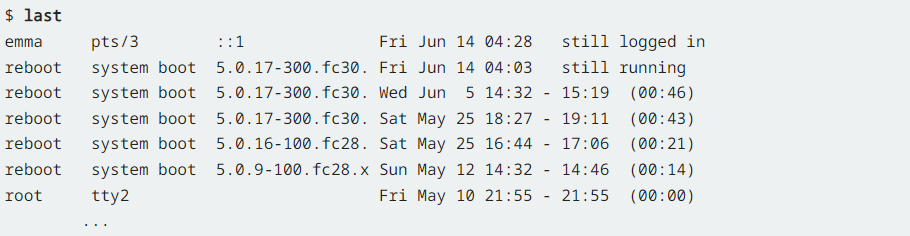 $ last
emma     pts/3        ::1              Fri Jun 14 04:28   still logged in
reboot   system boot  5.0.17-300.fc30. Fri Jun 14 04:03   still running
reboot   system boot  5.0.17-300.fc30. Wed Jun  5 14:32 - 15:19  (00:46)
reboot   system boot  5.0.17-300.fc30. Sat May 25 18:27 - 19:11  (00:43)
reboot   system boot  5.0.16-100.fc28. Sat May 25 16:44 - 17:06  (00:21)
reboot   system boot  5.0.9-100.fc28.x Sun May 12 14:32 - 14:46  (00:14)
root     tty2                          Fri May 10 21:55 - 21:55  (00:00)
        ...